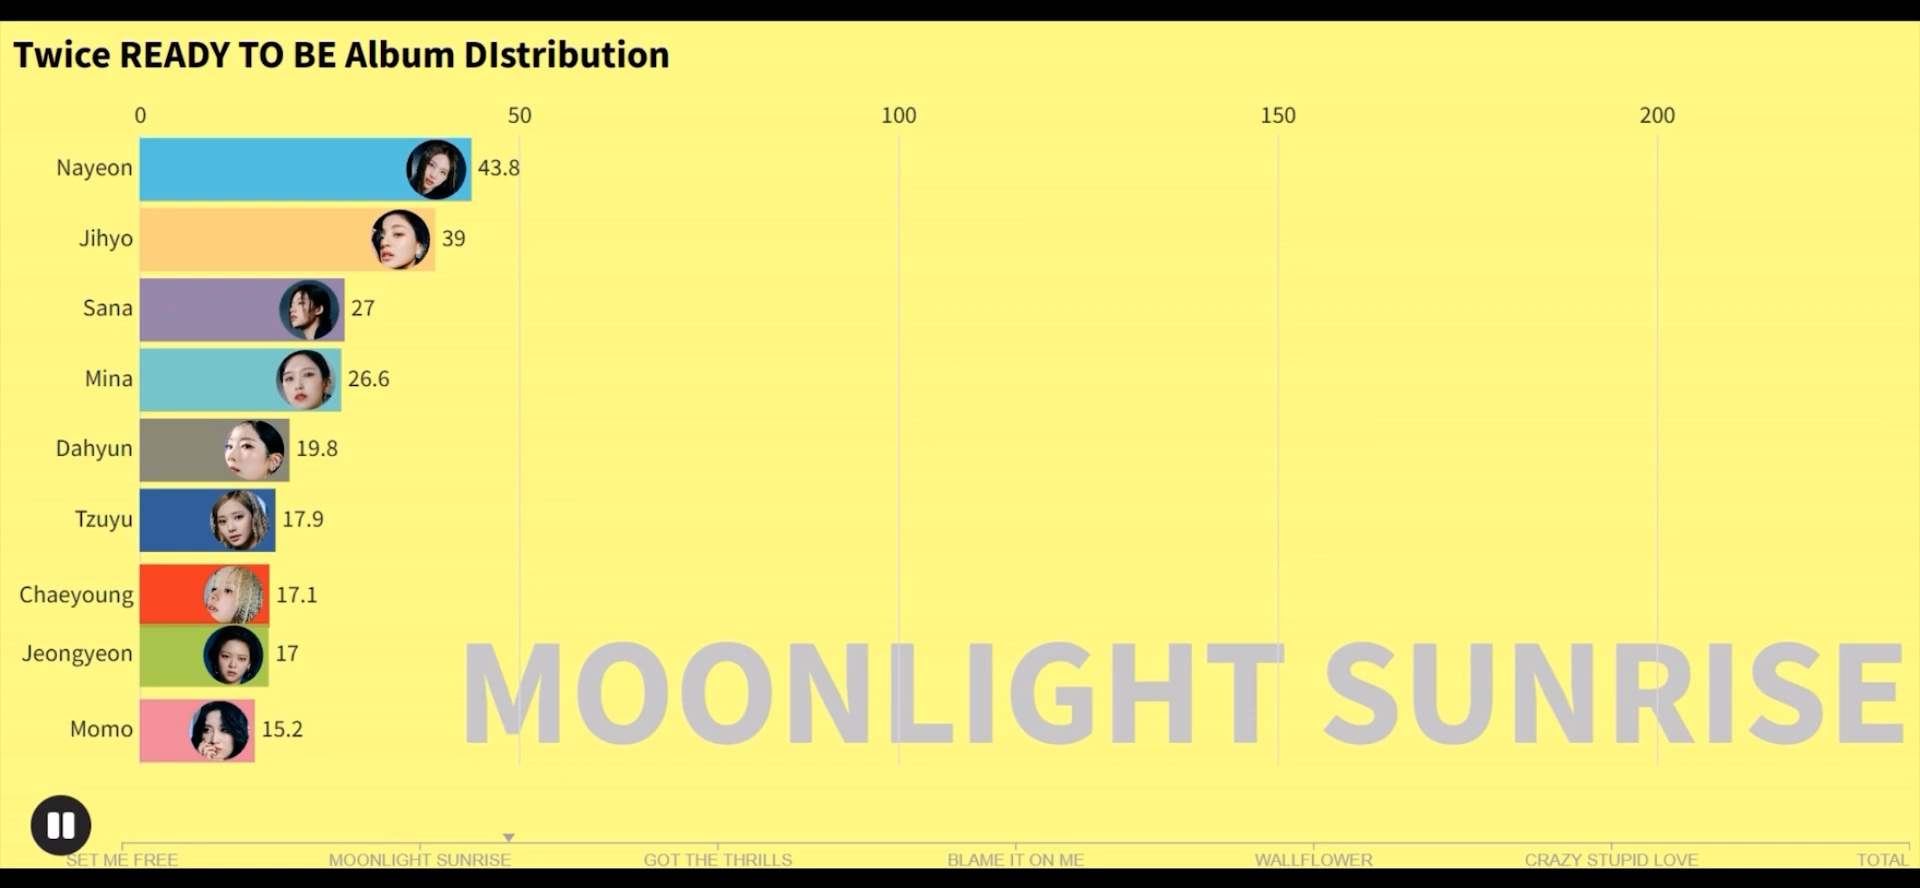 Twice READY TO BE Album DIstribution
0 50 100 150 200
Nayeon 43.8
Jihyo 39
Sana 27
Mina 26.6
Dahyun 19.8
Tzuyu 17.9
Chaeyoung 17.1
Jeongyeon 17
Momo 15.2
MOONLIGHT SUNRISE
SET ME FREE MOONLIGHT SUNRISE GOT THE THRILLS BLAME IT ON ME WALLFLOWER CRAZY STUPID LOVE TOTAL